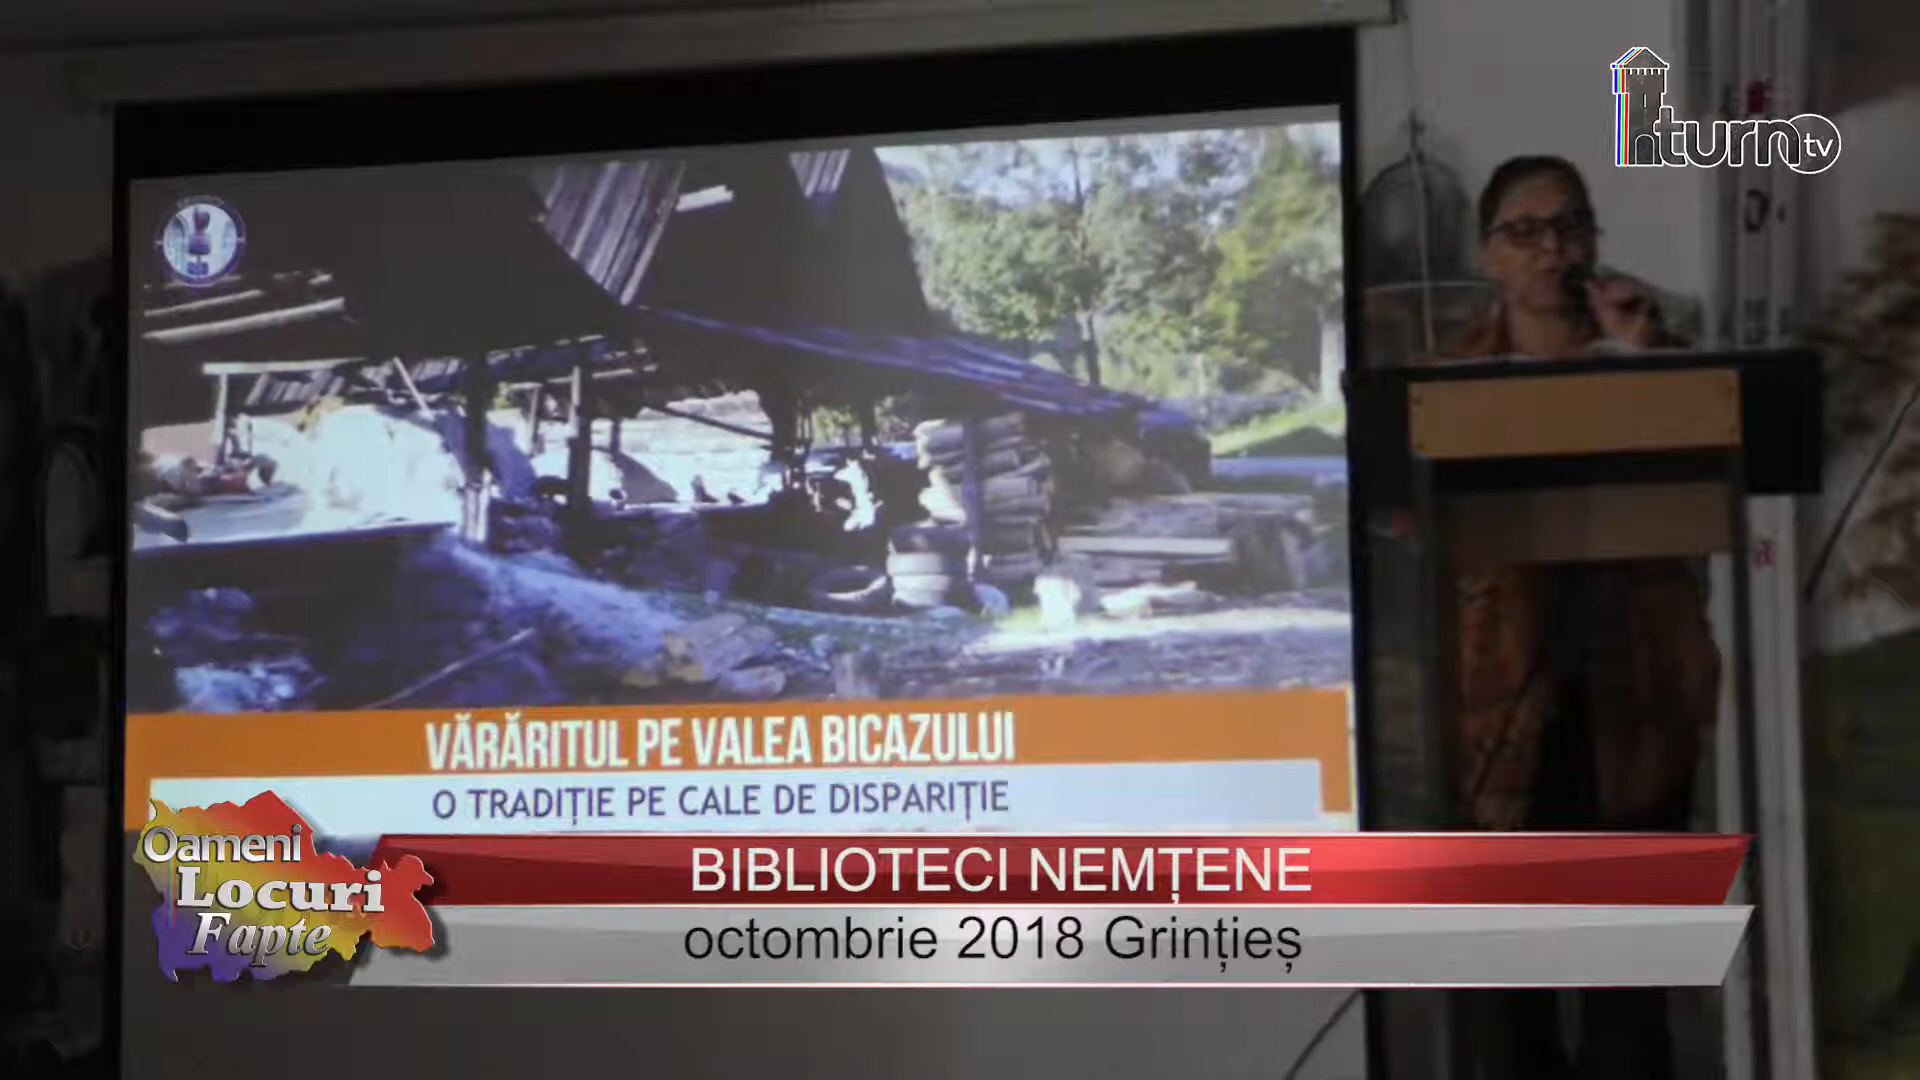 turn tv
VĂRĂRITUL PE VALEA BICAZULUI
O TRADIȚIE PE CALE DE DISPARIȚIE
Oameni
Locuri
Fapte
BIBLIOTECI NEMȚENE
octombrie 2018 Grințieș